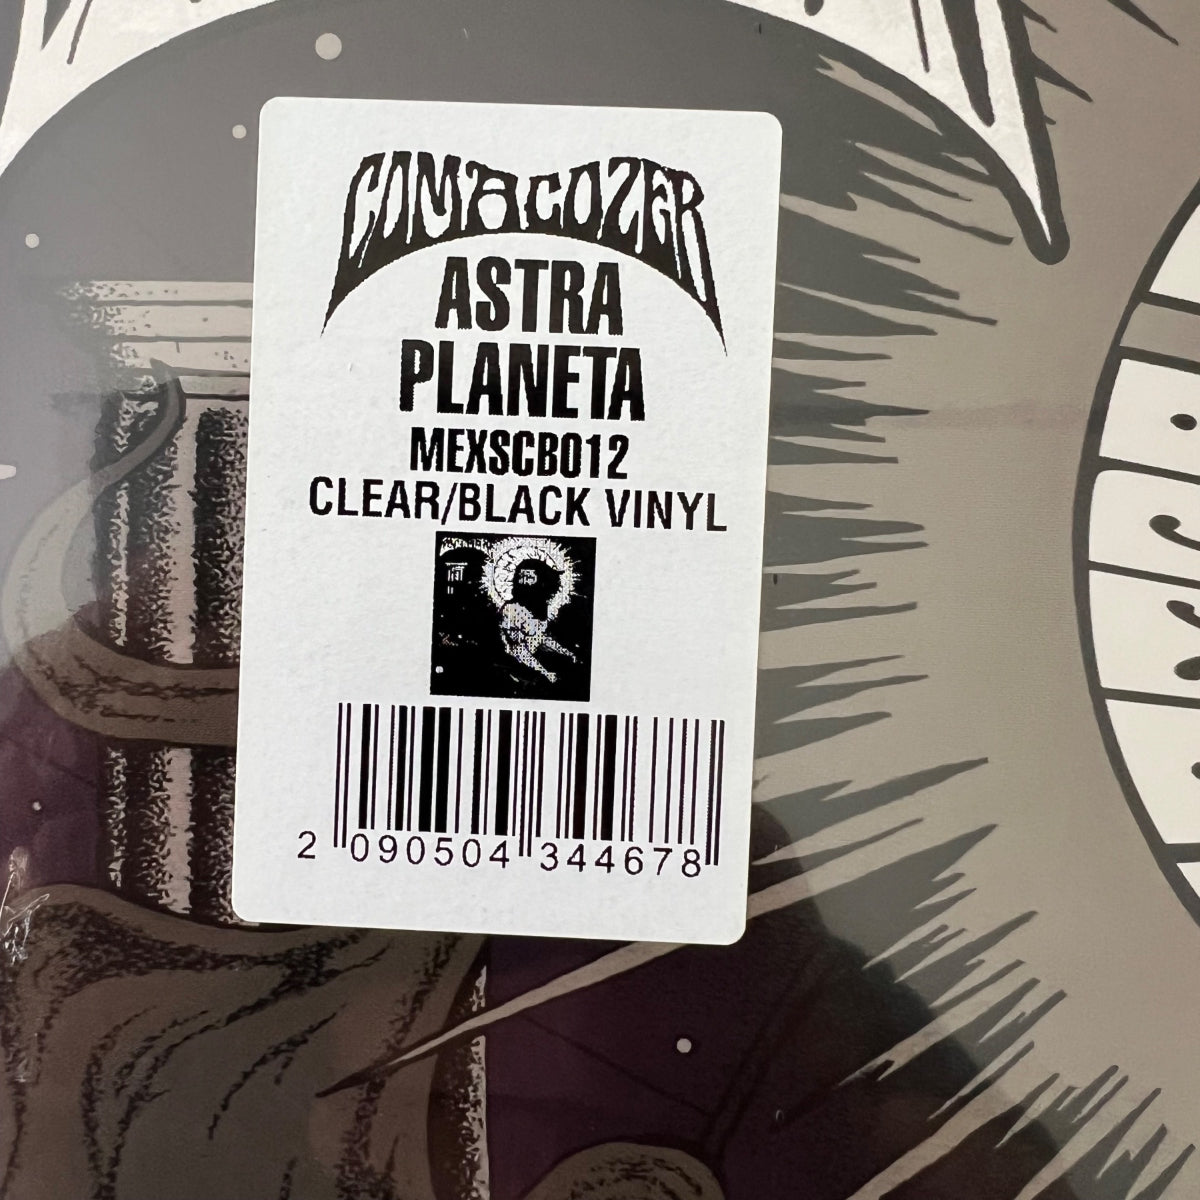 COMACOZER
ASTRA
PLANETA
MEXSCB012
CLEAR/BLACK VINYL
2 090504 344678